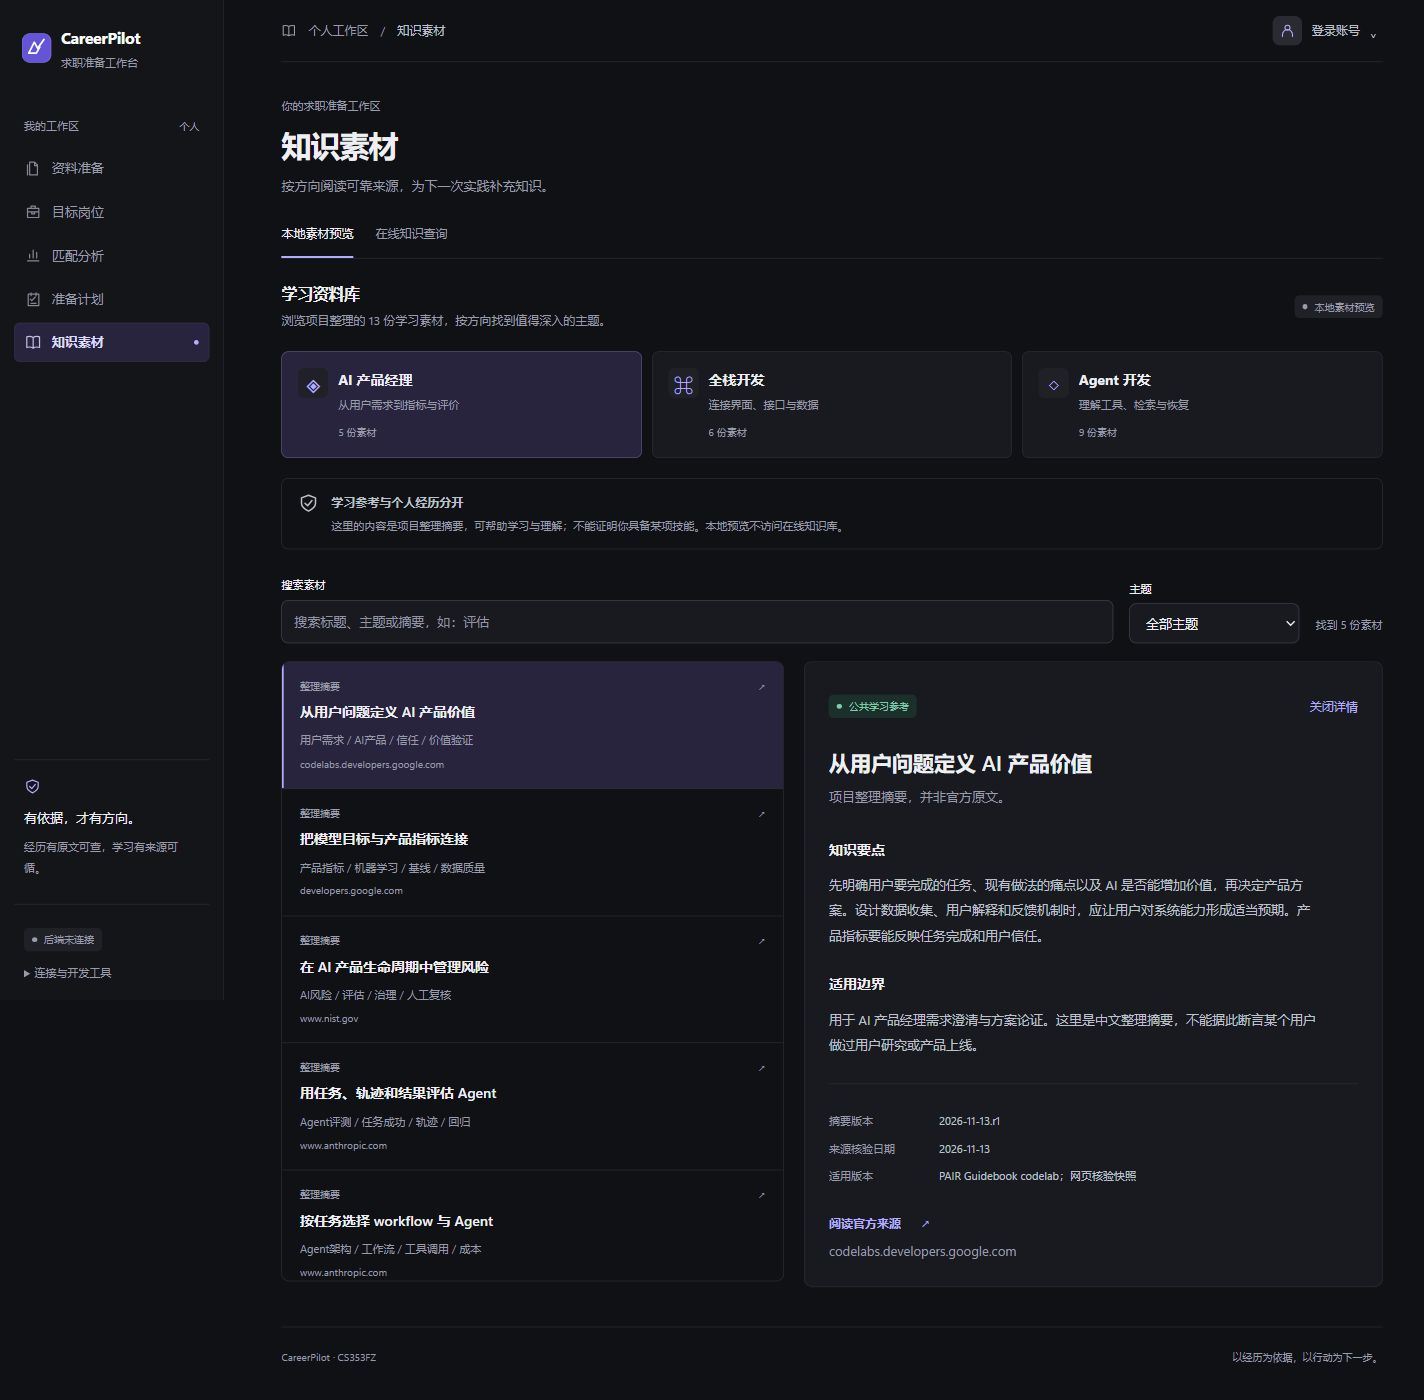 CareerPilot
求职准备工作台
我的工作区 个人
资料准备
目标岗位
匹配分析
准备计划
知识素材
有依据，才有方向。
经历有原文可查，学习有来源可
循。
后端未连接
连接与开发工具
个人工作区 / 知识素材
登录账号
你的求职准备工作区
知识素材
按方向阅读可靠来源，为下一次实践补充知识。
本地素材预览 在线知识查询
学习资料库
浏览项目整理的 13 份学习素材，按方向找到值得深入的主题。
本地素材预览
AI 产品经理
从用户需求到指标与评价
5 份素材
全栈开发
连接界面、接口与数据
6 份素材
Agent 开发
理解工具、检索与恢复
9 份素材
学习参考与个人经历分开
这里的内容是项目整理摘要，可帮助学习与理解；不能证明你具备某项技能。本地预览不访问在线知识库。
搜索素材
搜索标题、主题或摘要，如：评估
主题
全部主题
找到 5 份素材
整理摘要
从用户问题定义 AI 产品价值
用户需求 / AI产品 / 信任 / 价值验证
codelabs.developers.google.com
整理摘要
把模型目标与产品指标连接
产品指标 / 机器学习 / 基线 / 数据质量
developers.google.com
整理摘要
在 AI 产品生命周期中管理风险
AI风险 / 评估 / 治理 / 人工复核
www.nist.gov
整理摘要
用任务、轨迹和结果评估 Agent
Agent评测 / 任务成功 / 轨迹 / 回归
www.anthropic.com
整理摘要
按任务选择 workflow 与 Agent
Agent架构 / 工作流 / 工具调用 / 成本
www.anthropic.com
公共学习参考
关闭详情
从用户问题定义 AI 产品价值
项目整理摘要，并非官方原文。
知识要点
先明确用户要完成的任务、现有做法的痛点以及 AI 是否能增加价值，再决定产品方
案。设计数据收集、用户解释和反馈机制时，应让用户对系统能力形成适当预期。产
品指标要能反映任务完成和用户信任。
适用边界
用于 AI 产品经理需求澄清与方案论证。这里是中文整理摘要，不能据此断言某个用户
做过用户研究或产品上线。
摘要版本 2026-11-13.r1
来源核验日期 2026-11-13
适用版本 PAIR Guidebook codelab；网页核验快照
阅读官方来源
codelabs.developers.google.com
CareerPilot · CS353FZ
以经历为依据，以行动为下一步。